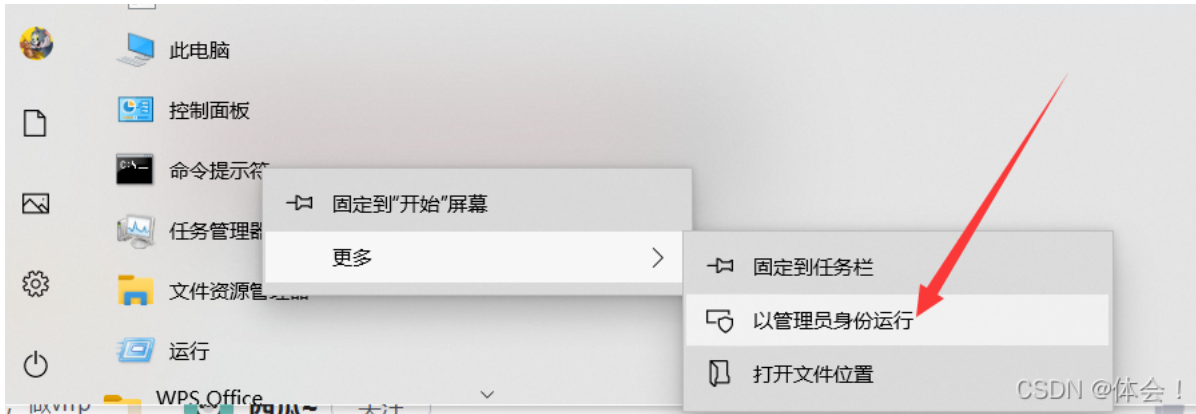 此电脑
控制面板
命令提示符
任务管理器
文件资源管理器
运行
WPS Office
固定到"开始"屏幕
更多
固定到任务栏
以管理员身份运行
打开文件位置
CSDN @体会！